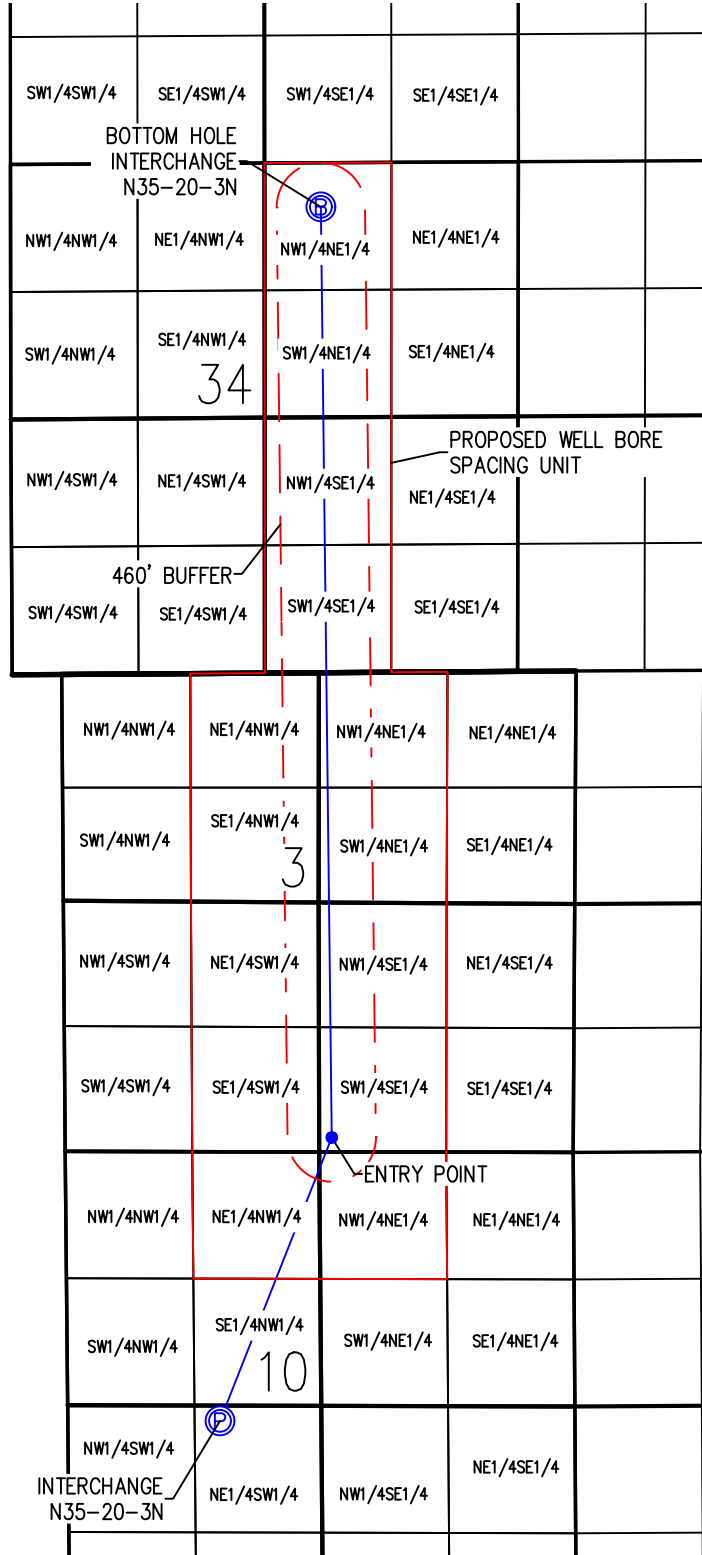 SW1/4SW1/4 SE1/4SW1/4 SW1/4SE1/4 SE1/4SE1/4
BOTTOM HOLE
INTERCHANGE
N35-20-3N
B
NW1/4NW1/4 NE1/4NW1/4 NW1/4NE1/4 NE1/4NE1/4
SW1/4NW1/4 SE1/4NW1/4 SW1/4NE1/4 SE1/4NE1/4
34
PROPOSED WELL BORE
SPACING UNIT
NW1/4SW1/4 NE1/4SW1/4 NW1/4SE1/4 NE1/4SE1/4
460' BUFFER
SW1/4SW1/4 SE1/4SW1/4 SW1/4SE1/4 SE1/4SE1/4
NW1/4NW1/4 NE1/4NW1/4 NW1/4NE1/4 NE1/4NE1/4
SW1/4NW1/4 SE1/4NW1/4 SW1/4NE1/4 SE1/4NE1/4
3
NW1/4SW1/4 NE1/4SW1/4 NW1/4SE1/4 NE1/4SE1/4
SW1/4SW1/4 SE1/4SW1/4 SW1/4SE1/4 SE1/4SE1/4
ENTRY POINT
NW1/4NW1/4 NE1/4NW1/4 NW1/4NE1/4 NE1/4NE1/4
SW1/4NW1/4 SE1/4NW1/4 SW1/4NE1/4 SE1/4NE1/4
10
P
NW1/4SW1/4 NE1/4SW1/4 NW1/4SE1/4 NE1/4SE1/4
INTERCHANGE
N35-20-3N